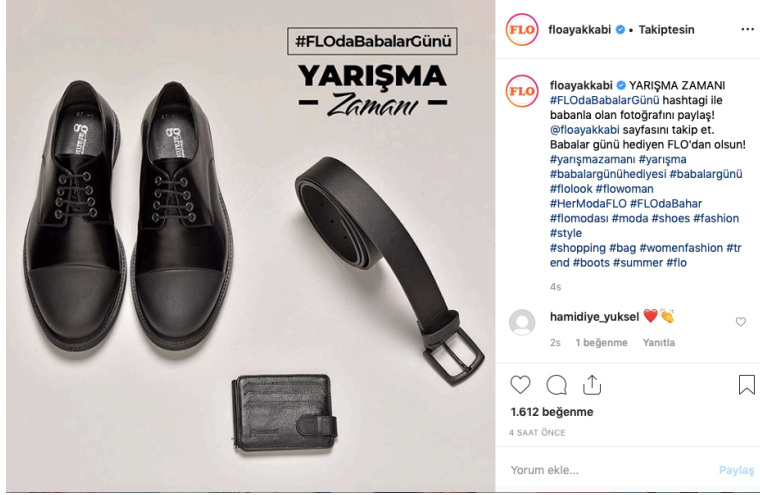 #FLOdaBabalarGünü
YARIŞMA
Zamanı
FLO
floayakkabi • Takiptesin
FLO
floayakkabi YARIŞMA ZAMANI
#FLOdaBabalarGünü hashtagi ile
babanla olan fotoğrafını paylaş!
@floayakkabi sayfasını takip et.
Babalar günü hediyen FLO'dan olsun!
#yarışmazamanı #yarışma
#babalargünühediyesi #babalargünü
#flolook #flowoman
#HerModaFLO #FLOdaBahar
#flomodası #moda #shoes #fashion
#style
#shopping #bag #womenfashion #tr
end #boots #summer #flo
4s
hamidiye_yuksel ❤️👏
2s 1 beğenme Yanıtla
1.612 beğenme
4 SAAT ÖNCE
Yorum ekle... Paylaş